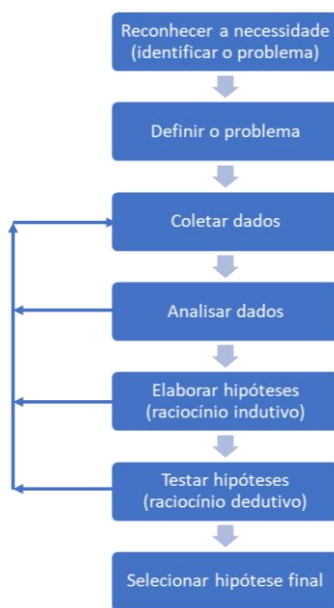 Reconhecer a necessidade
(identificar o problema)
Definir o problema
Coletar dados
Analisar dados
Elaborar hipóteses
(raciocínio indutivo)
Testar hipóteses
(raciocínio dedutivo)
Selecionar hipótese final